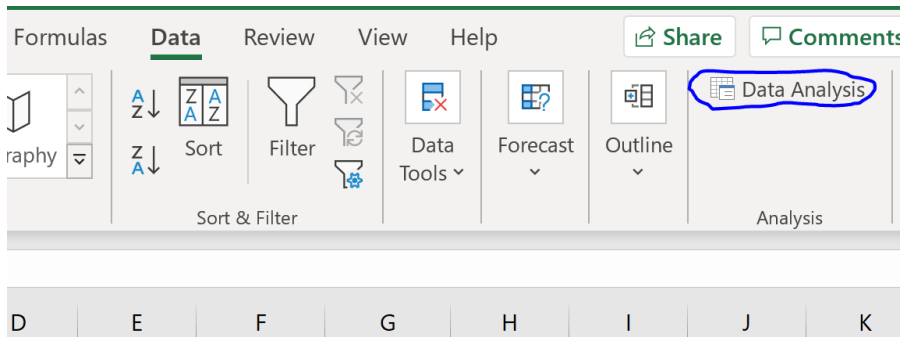 Formulas Data Review View Help Share Comments
Data Analysis
raphy Sort Filter Data Tools Forecast Outline
Sort & Filter Analysis
D E F G H I J K